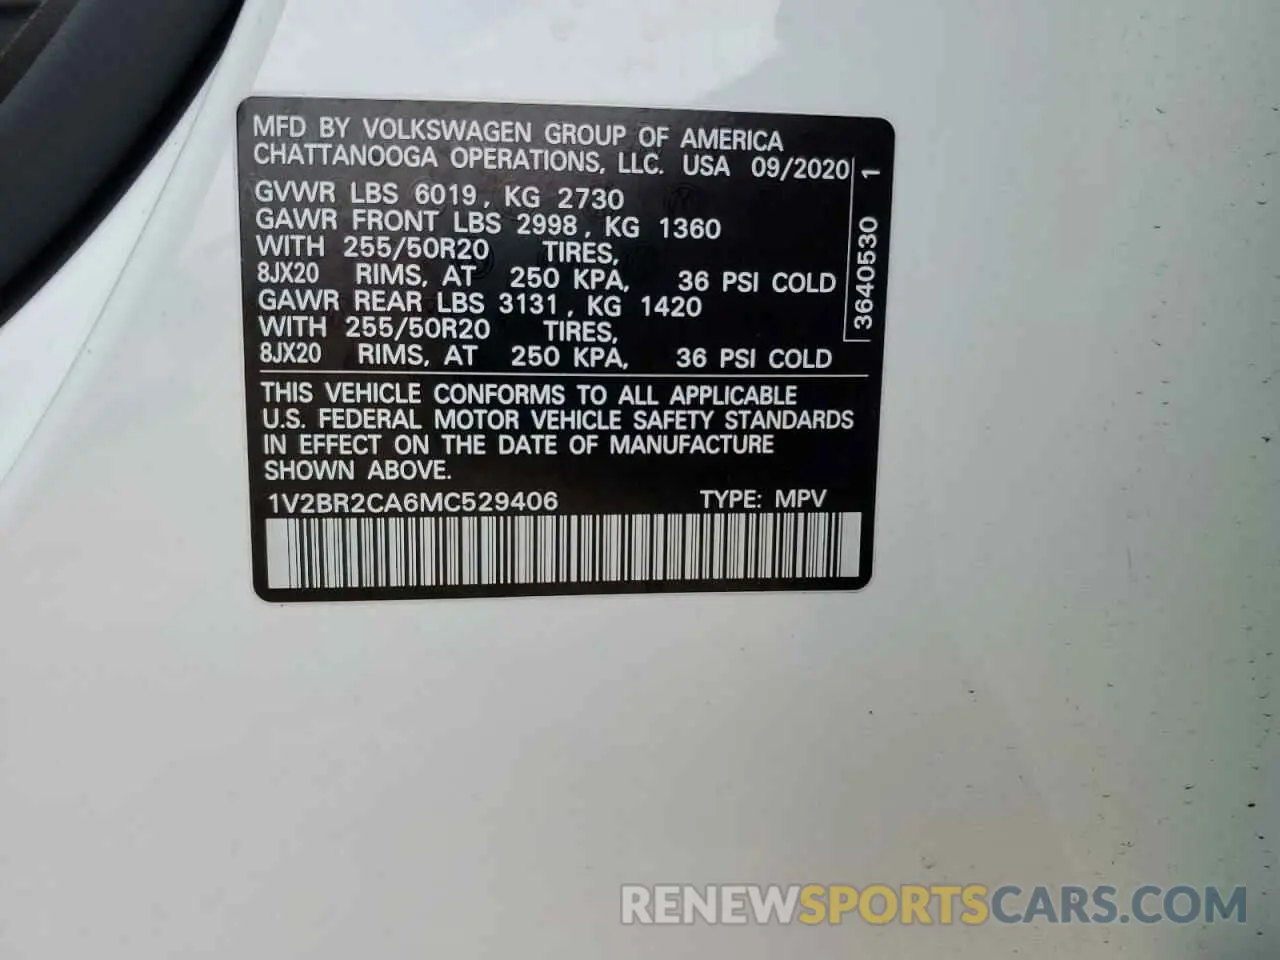 MFD BY VOLKSWAGEN GROUP OF AMERICA
CHATTANOOGA OPERATIONS, LLC. USA 09/2020
GVWR LBS 6019, KG 2730
GAWR FRONT LBS 2998, KG 1360
WITH 255/50R20 TIRES,
8JX20 RIMS, AT 250 KPA, 36 PSI COLD
GAWR REAR LBS 3131, KG 1420
WITH 255/50R20 TIRES,
8JX20 RIMS, AT 250 KPA, 36 PSI COLD
3640530 1
THIS VEHICLE CONFORMS TO ALL APPLICABLE
U.S. FEDERAL MOTOR VEHICLE SAFETY STANDARDS
IN EFFECT ON THE DATE OF MANUFACTURE
SHOWN ABOVE.
1V2BR2CA6MC529406 TYPE: MPV
RENEWSPORTSCARS.COM